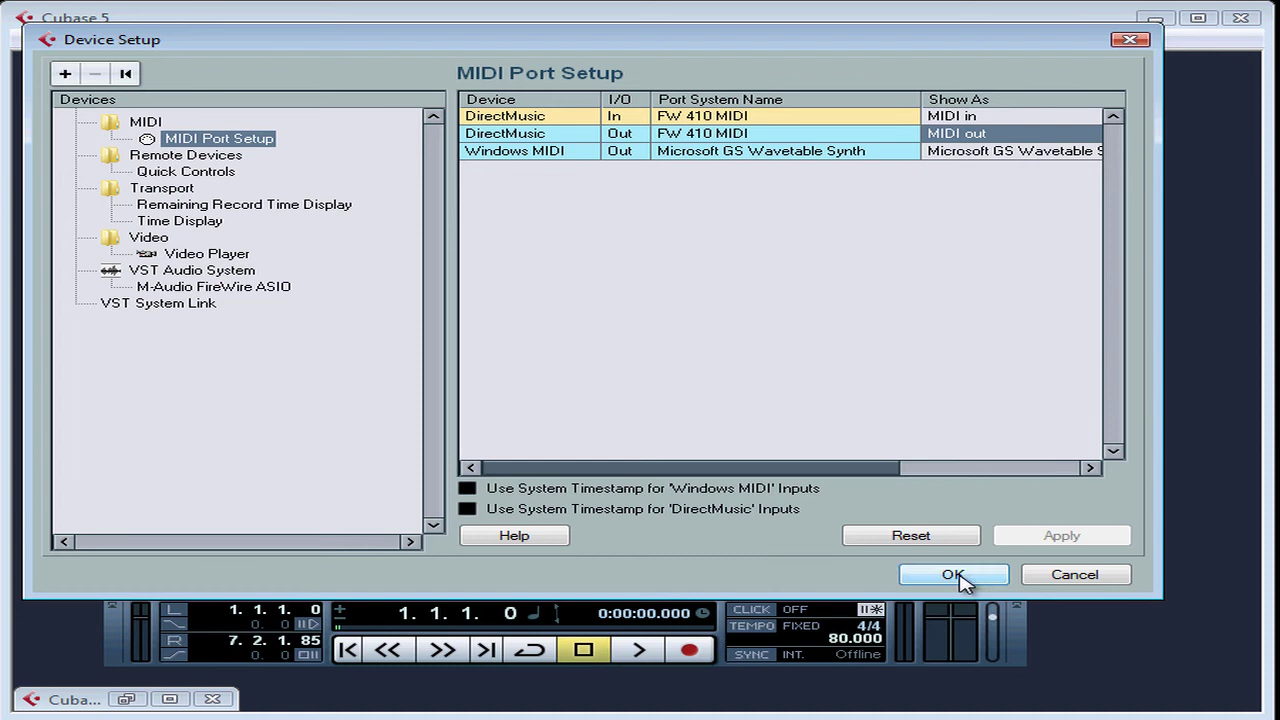 Cubase 5
Device Setup
Devices
MIDI
MIDI Port Setup
Remote Devices
Quick Controls
Transport
Remaining Record Time Display
Time Display
Video
Video Player
VST Audio System
M-Audio FireWire ASIO
VST System Link
MIDI Port Setup
Device I/O Port System Name Show As
DirectMusic In FW 410 MIDI MIDI in
DirectMusic Out FW 410 MIDI MIDI out
Windows MIDI Out Microsoft GS Wavetable Synth Microsoft GS Wavetable S
Use System Timestamp for 'Windows MIDI' Inputs
Use System Timestamp for 'DirectMusic' Inputs
Help Reset Apply
OK Cancel
L 1. 1. 1. 0
0. 0
R 7. 2. 1. 85
0. 0
1. 1. 1. 0
0:00:00.000
CLICK OFF
TEMPO FIXED 4/4
80.000
SYNC INT. Offline
Cuba...